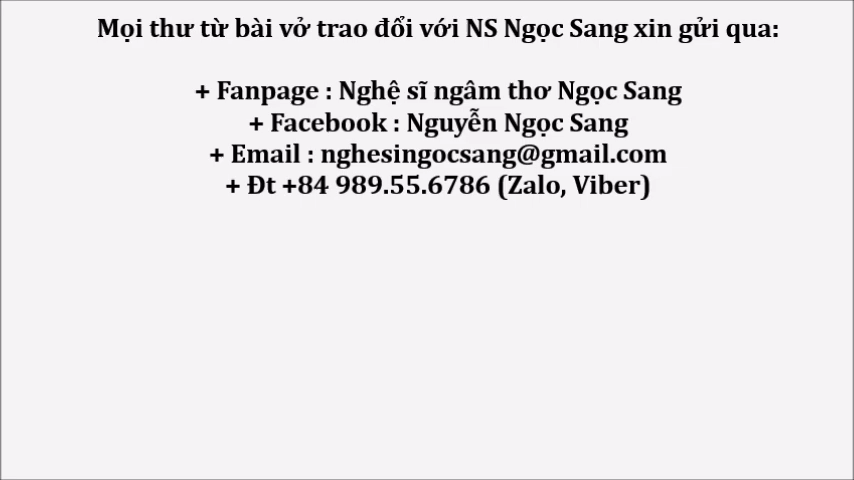 Mọi thư từ bài vở trao đổi với NS Ngọc Sang xin gửi qua:
+ Fanpage : Nghệ sĩ ngâm thơ Ngọc Sang
+ Facebook : Nguyễn Ngọc Sang
+ Email : nghesingocsang@gmail.com
+ Đt +84 989.55.6786 (Zalo, Viber)